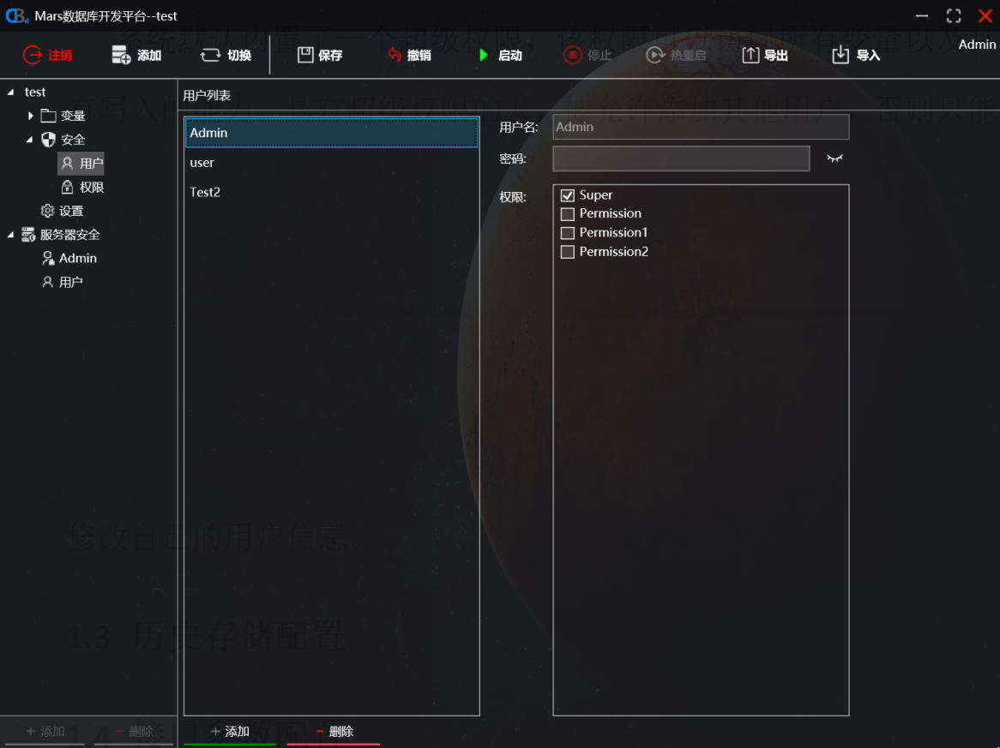 Mars数据库开发平台--test
注销 添加 切换 保存 撤销 启动 停止 热重启 导出 导入 Admin
test
变量
安全
用户
权限
设置
服务器安全
Admin
用户
用户列表
Admin
user
Test2
用户名: Admin
密码:
权限:
Super
Permission
Permission1
Permission2
修改自己的用户信息。
1.3 历史存储配置
+ 添加 - 删除
+ 添加 - 删除